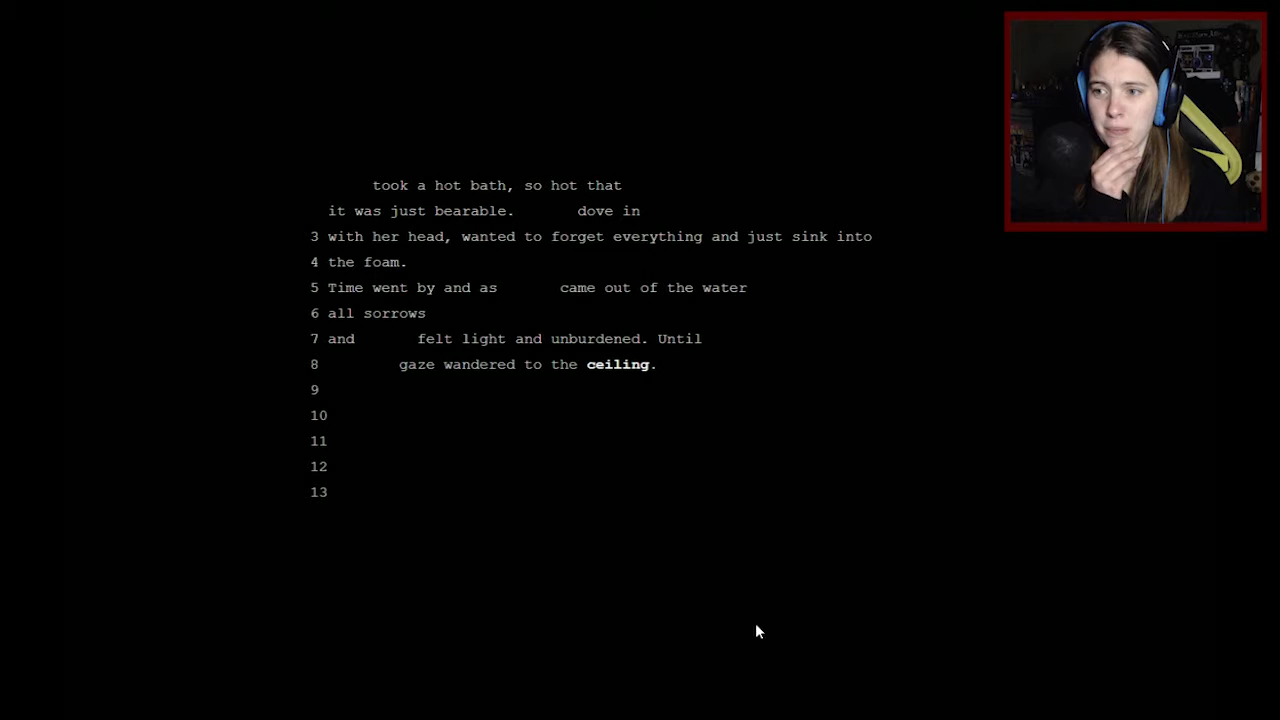 took a hot bath, so hot that
it was just bearable. dove in
3 with her head, wanted to forget everything and just sink into
4 the foam.
5 Time went by and as came out of the water
6 all sorrows
7 and felt light and unburdened. Until
8 gaze wandered to the ceiling.
9
10
11
12
13